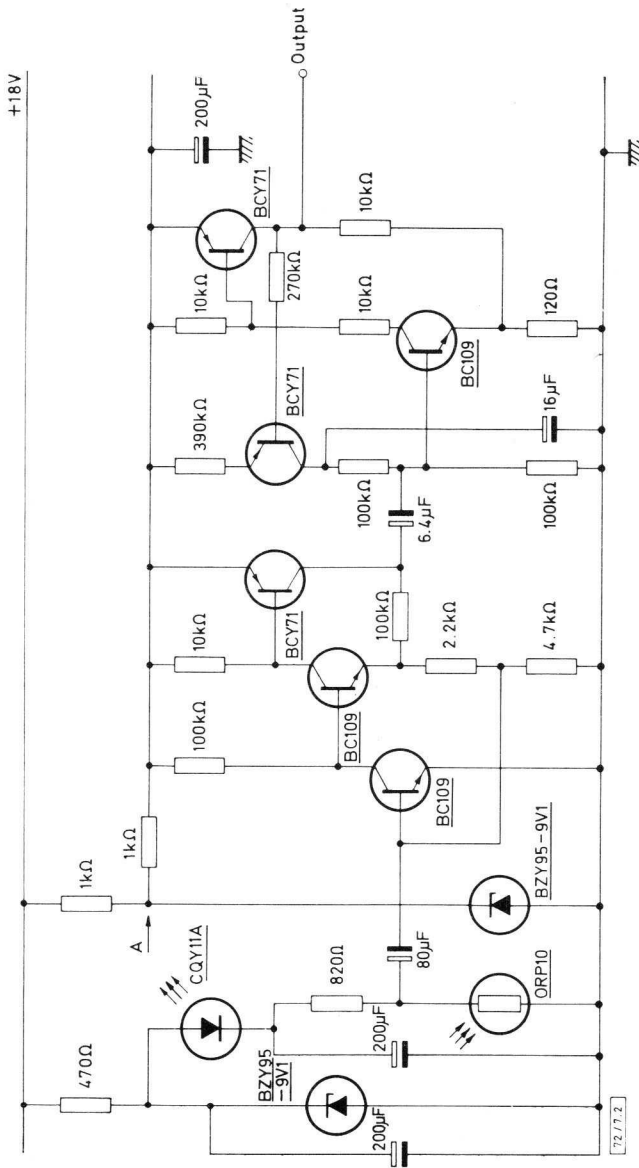 +18V
470Ω
CQY11A
A
1kΩ
1kΩ
100kΩ
10kΩ
BCY71
390kΩ
BCY71
10kΩ
BCY71
200µF
Output
270kΩ
10kΩ
10kΩ
BC109
BC109
100kΩ
6.4µF
100kΩ
BC109
16µF
120Ω
2.2kΩ
4.7kΩ
100kΩ
BZY95
-9V1
200µF
200µF
820Ω
80µF
ORP10
BZY95-9V1
72/7.2